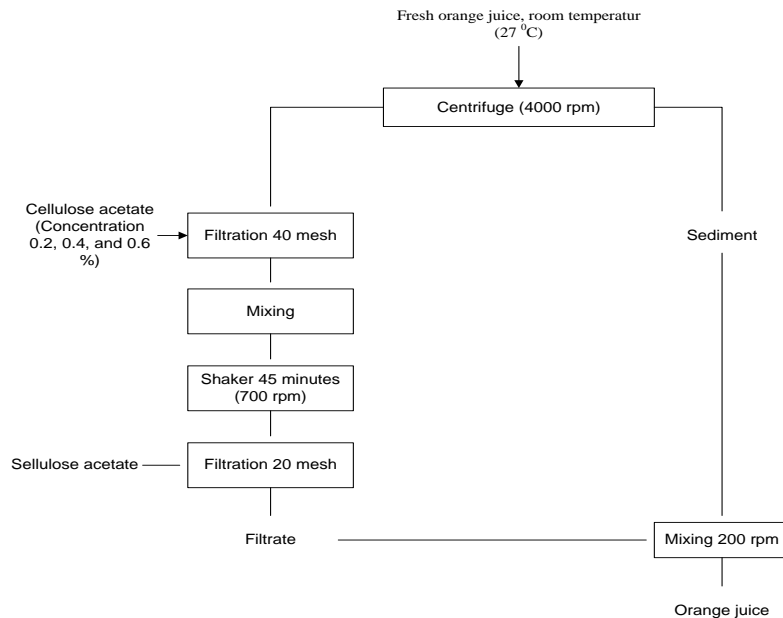 Fresh orange juice, room temperatur
(27 ⁰C)
Centrifuge (4000 rpm)
Cellulose acetate
(Concentration
0.2, 0.4, and 0.6
%)
Filtration 40 mesh
Sediment
Mixing
Shaker 45 minutes
(700 rpm)
Sellulose acetate
Filtration 20 mesh
Filtrate
Mixing 200 rpm
Orange juice